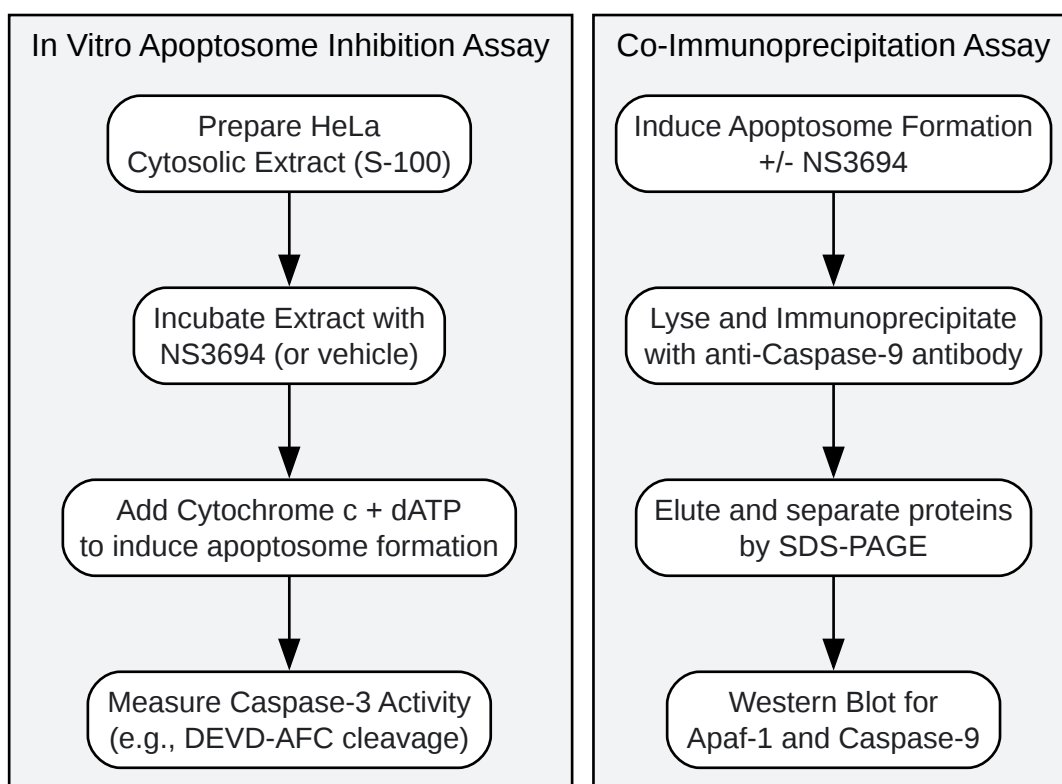 In Vitro Apoptosome Inhibition Assay
Prepare HeLa
Cytosolic Extract (S-100)
Incubate Extract with
NS3694 (or vehicle)
Add Cytochrome c + dATP
to induce apoptosome formation
Measure Caspase-3 Activity
(e.g., DEVD-AFC cleavage)
Co-Immunoprecipitation Assay
Induce Apoptosome Formation
+/- NS3694
Lyse and Immunoprecipitate
with anti-Caspase-9 antibody
Elute and separate proteins
by SDS-PAGE
Western Blot for
Apaf-1 and Caspase-9